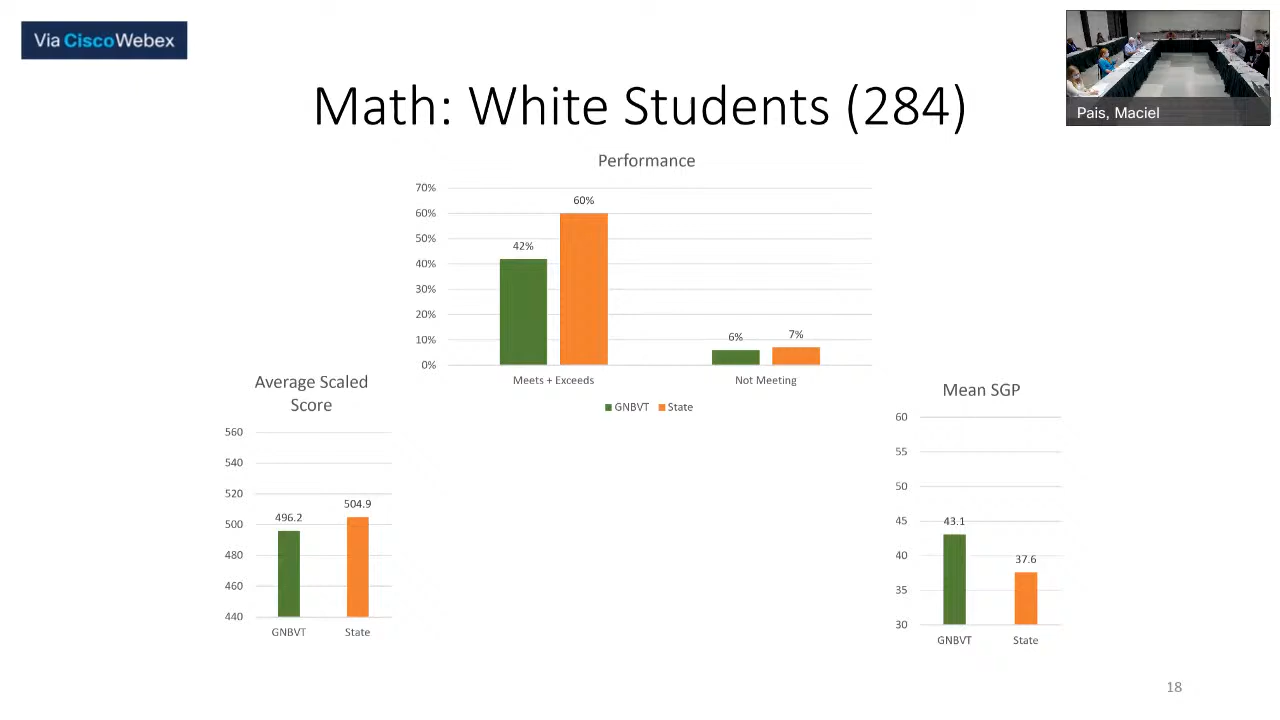 Via CiscoWebex
Pais, Maciel
Math: White Students (284)
Performance
70%
60%
50%
40%
30%
20%
10%
0%
42%
60%
6%
7%
Meets + Exceeds
Not Meeting
GNBVT State
Average Scaled
Score
560
540
520
500
480
460
440
496.2
504.9
GNBVT
State
Mean SGP
60
55
50
45
40
35
30
43.1
37.6
GNBVT
State
18